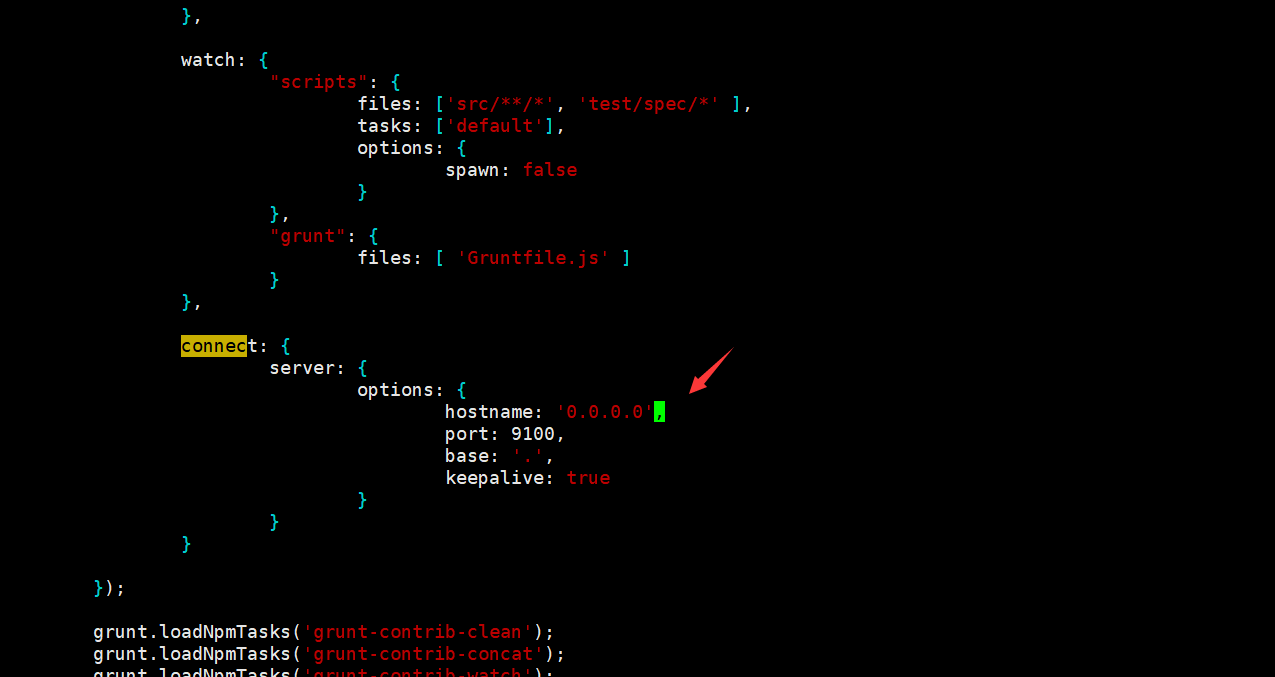 },
watch: {
"scripts": {
files: ['src/**/*', 'test/spec/*' ],
tasks: ['default'],
options: {
spawn: false
}
},
"grunt": {
files: [ 'Gruntfile.js' ]
}
},
connect: {
server: {
options: {
hostname: '0.0.0.0',
port: 9100,
base: '.',
keepalive: true
}
}
}
});
grunt.loadNpmTasks('grunt-contrib-clean');
grunt.loadNpmTasks('grunt-contrib-concat');
grunt.loadNpmTasks('grunt-contrib-watch');